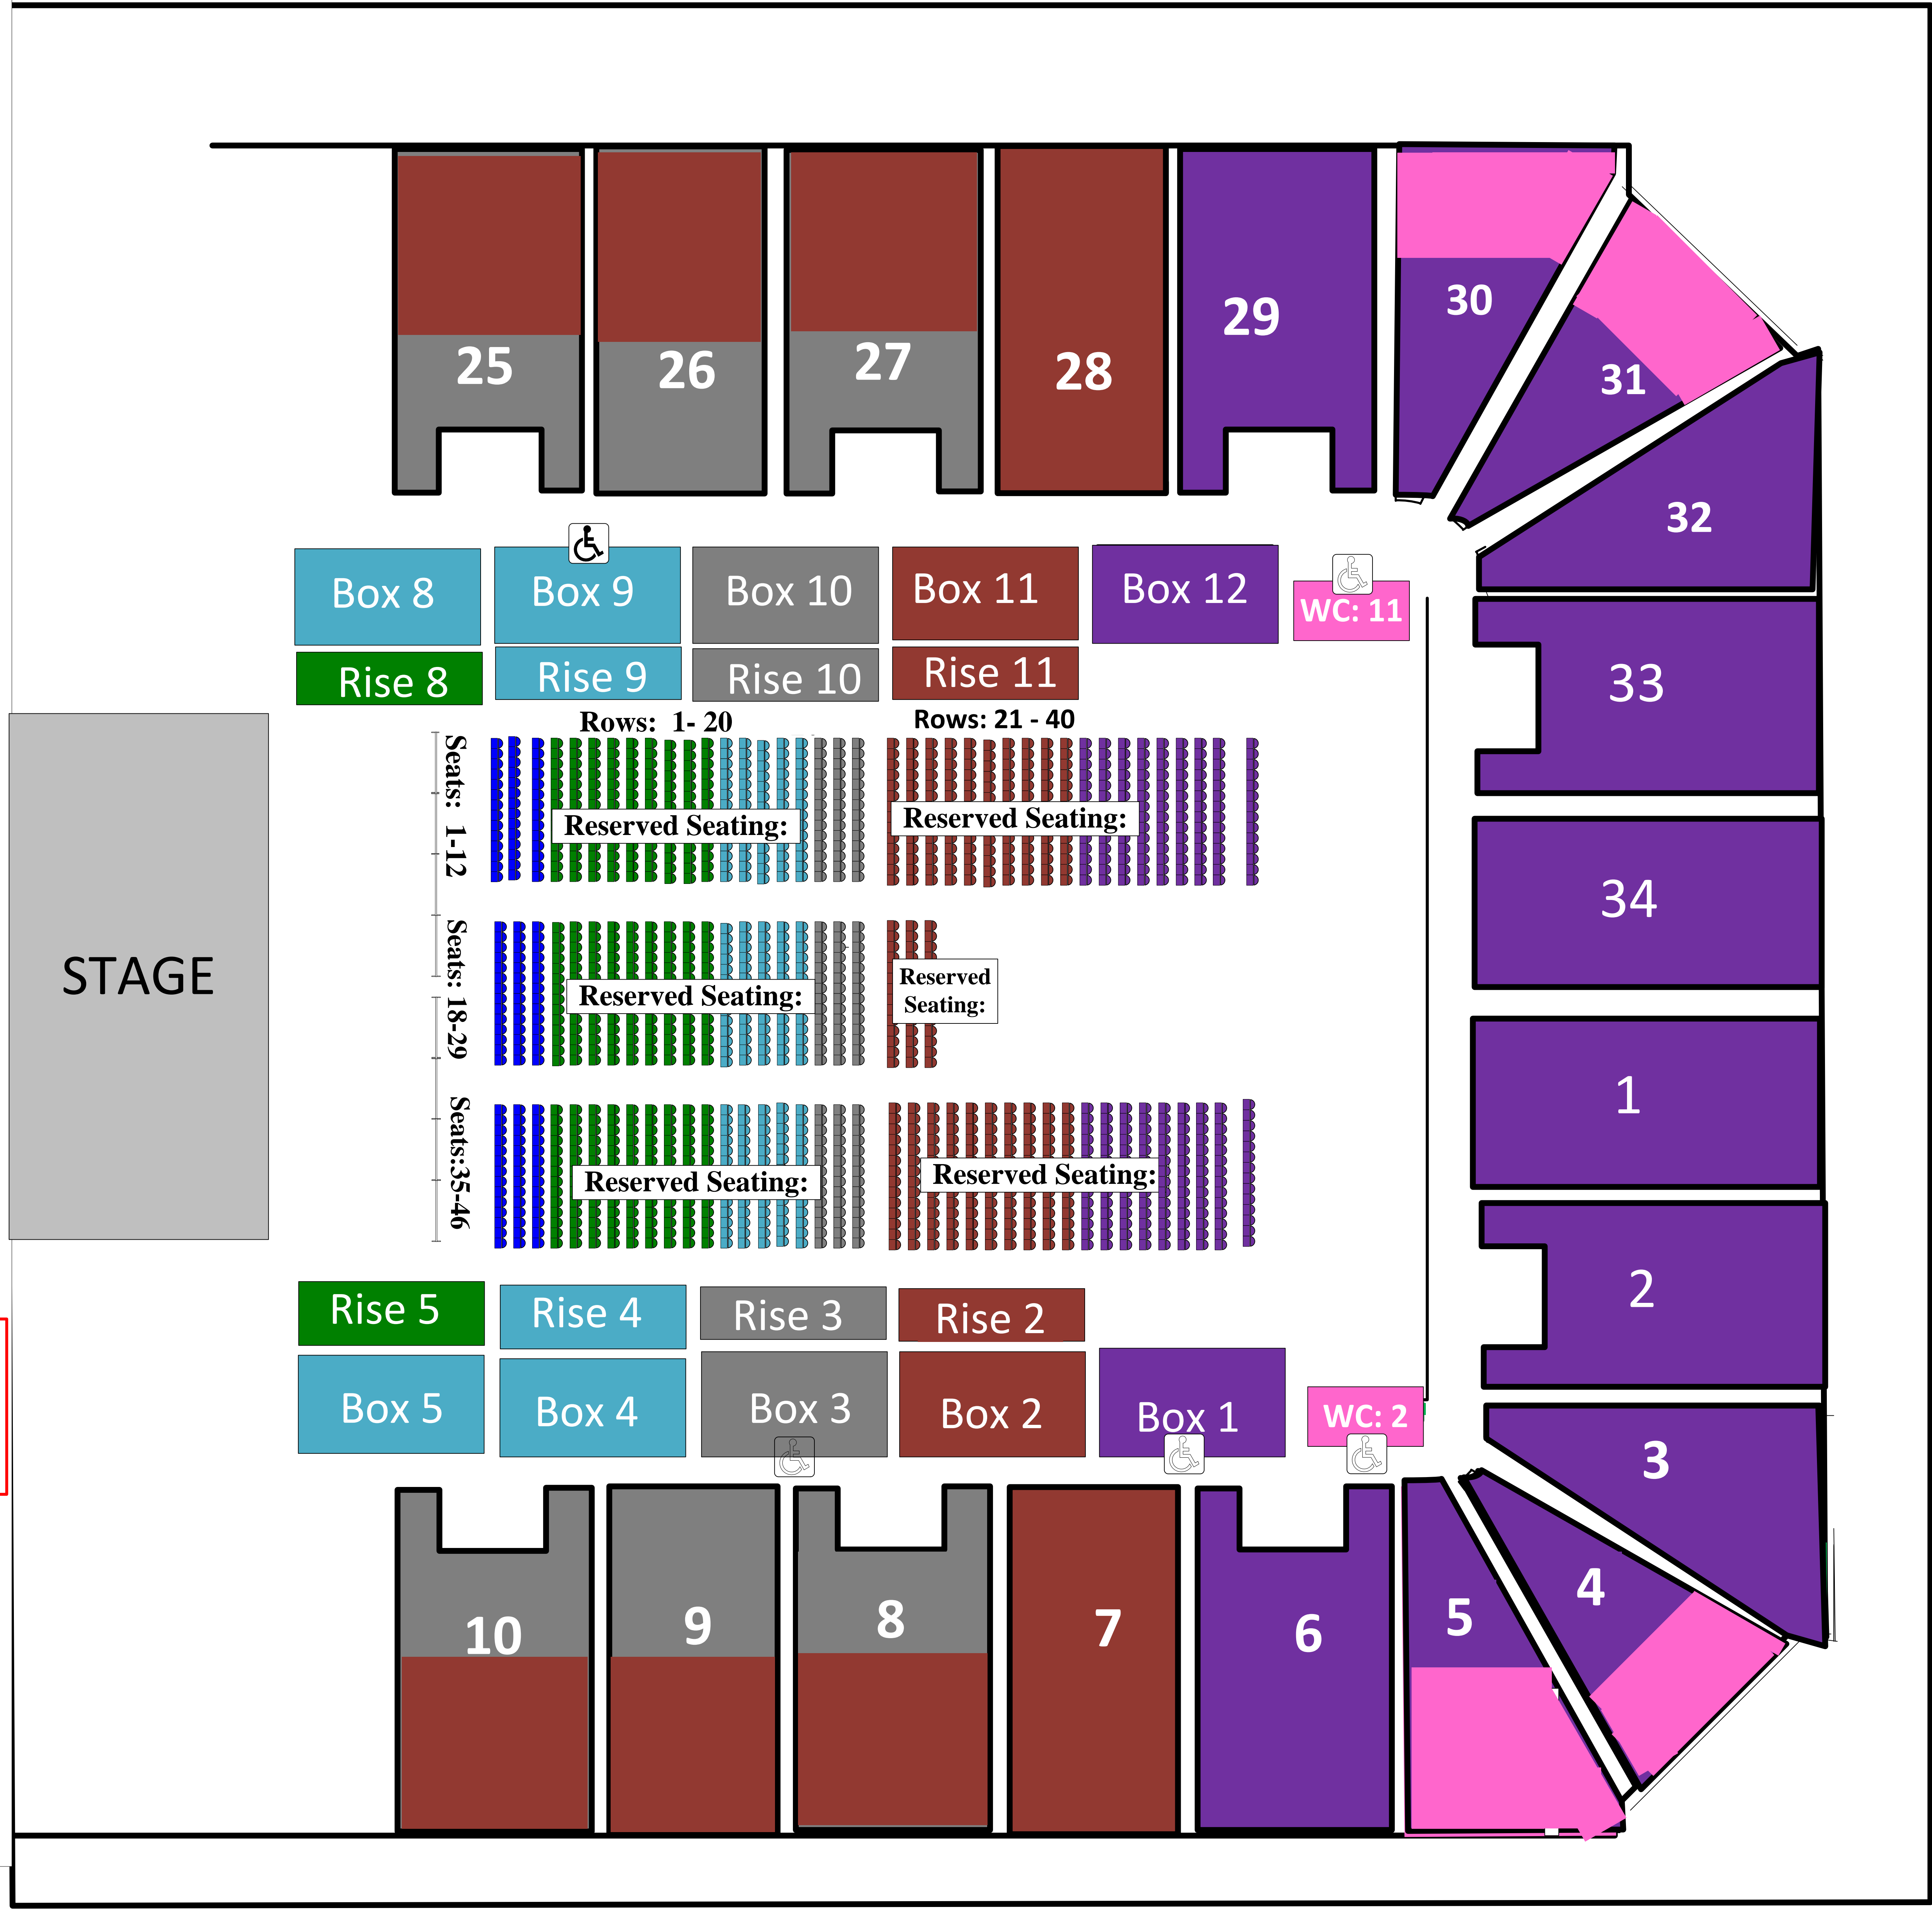 25
26
27
28
29
30
31
32
Box 8
Box 9
Box 10
Box 11
Box 12
WC: 11
Rise 8
Rise 9
Rise 10
Rise 11
33
Rows:  1- 20
Rows: 21 - 40
Seats:  1-12
Reserved Seating:
Reserved Seating:
34
STAGE
Seats: 18-29
Reserved Seating:
Reserved
Seating:
1
Seats:35-46
Reserved Seating:
Reserved Seating:
2
Rise 5
Rise 4
Rise 3
Rise 2
Box 5
Box 4
Box 3
Box 2
Box 1
WC: 2
3
10
9
8
7
6
5
4